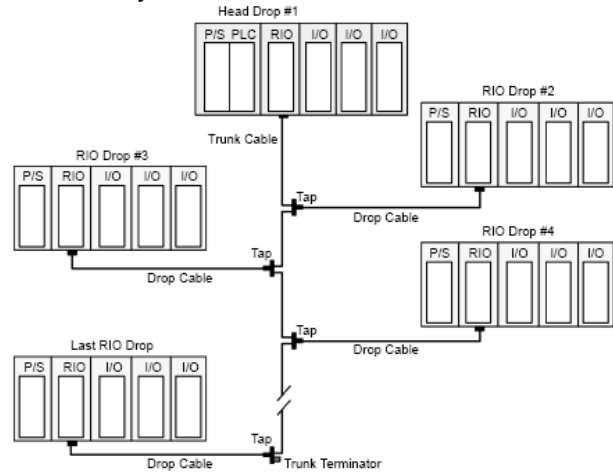 Head Drop #1
P/S PLC RIO I/O I/O I/O
RIO Drop #2
P/S RIO I/O I/O I/O
Trunk Cable
RIO Drop #3
P/S RIO I/O I/O I/O
Tap
Drop Cable
RIO Drop #4
P/S RIO I/O I/O I/O
Tap
Drop Cable
Tap
Drop Cable
Last RIO Drop
P/S RIO I/O I/O I/O
Tap
Drop Cable
Trunk Terminator